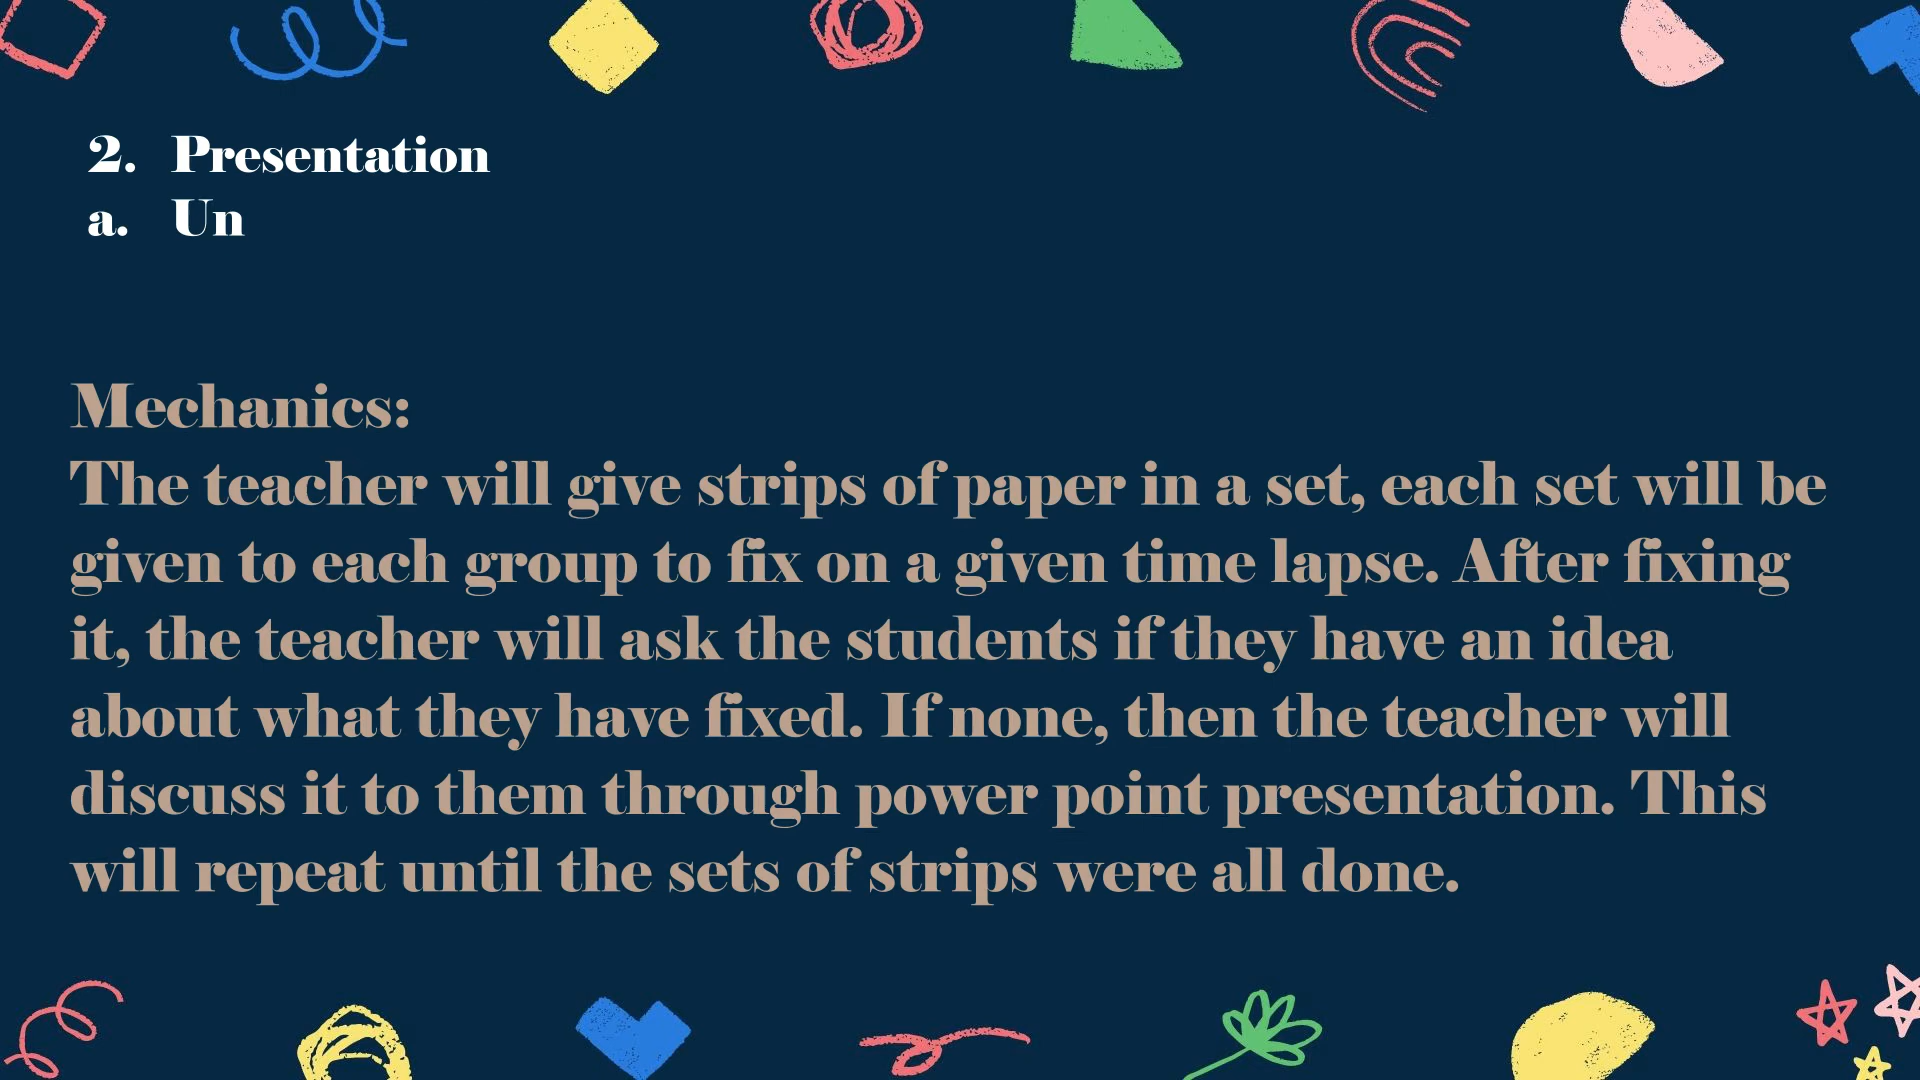 2. Presentation
a. Un
Mechanics:
The teacher will give strips of paper in a set, each set will be
given to each group to fix on a given time lapse. After fixing
it, the teacher will ask the students if they have an idea
about what they have fixed. If none, then the teacher will
discuss it to them through power point presentation. This
will repeat until the sets of strips were all done.